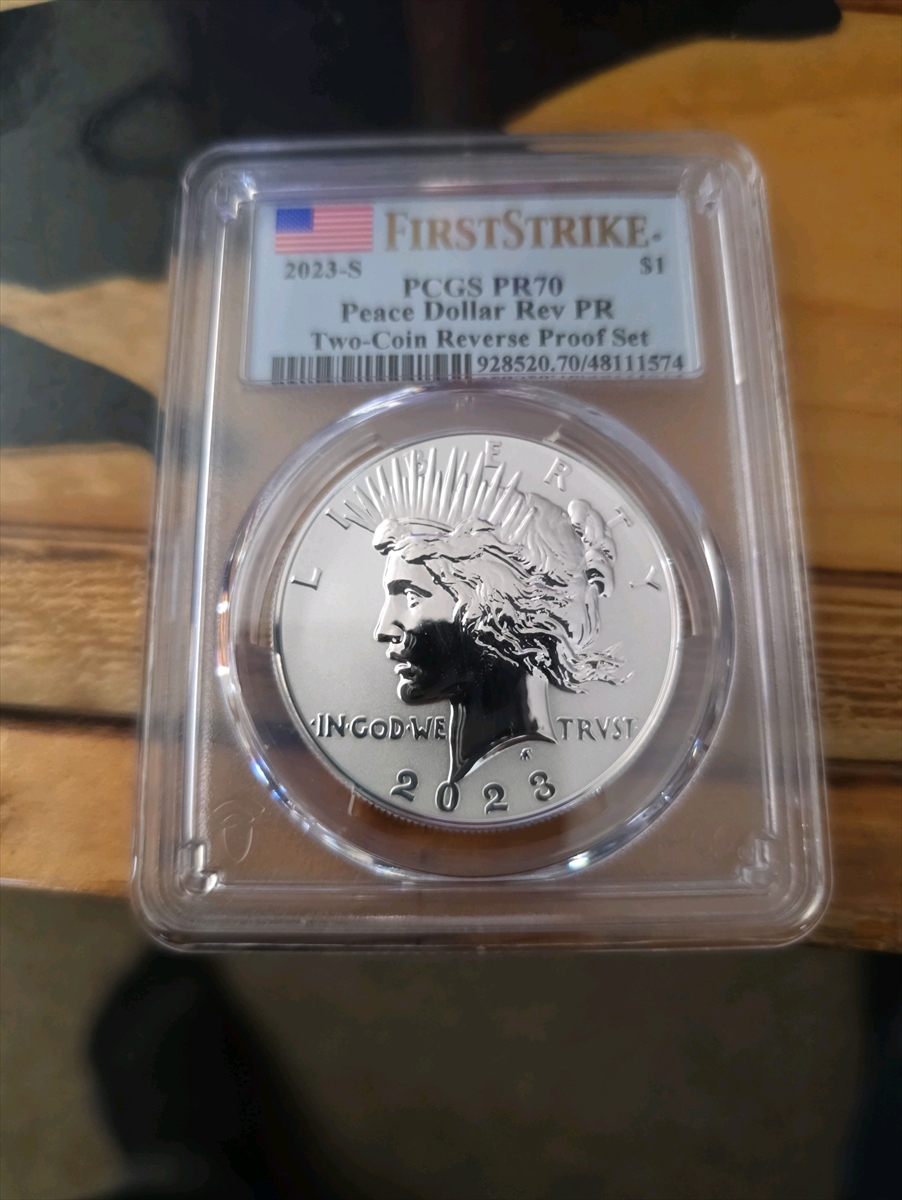 FIRSTSTRIKE
2023-S $1
PCGS PR70
Peace Dollar Rev PR
Two-Coin Reverse Proof Set
928520.70/48111574
LIBERTY
·IN·GOD·WE TRVST·
2023